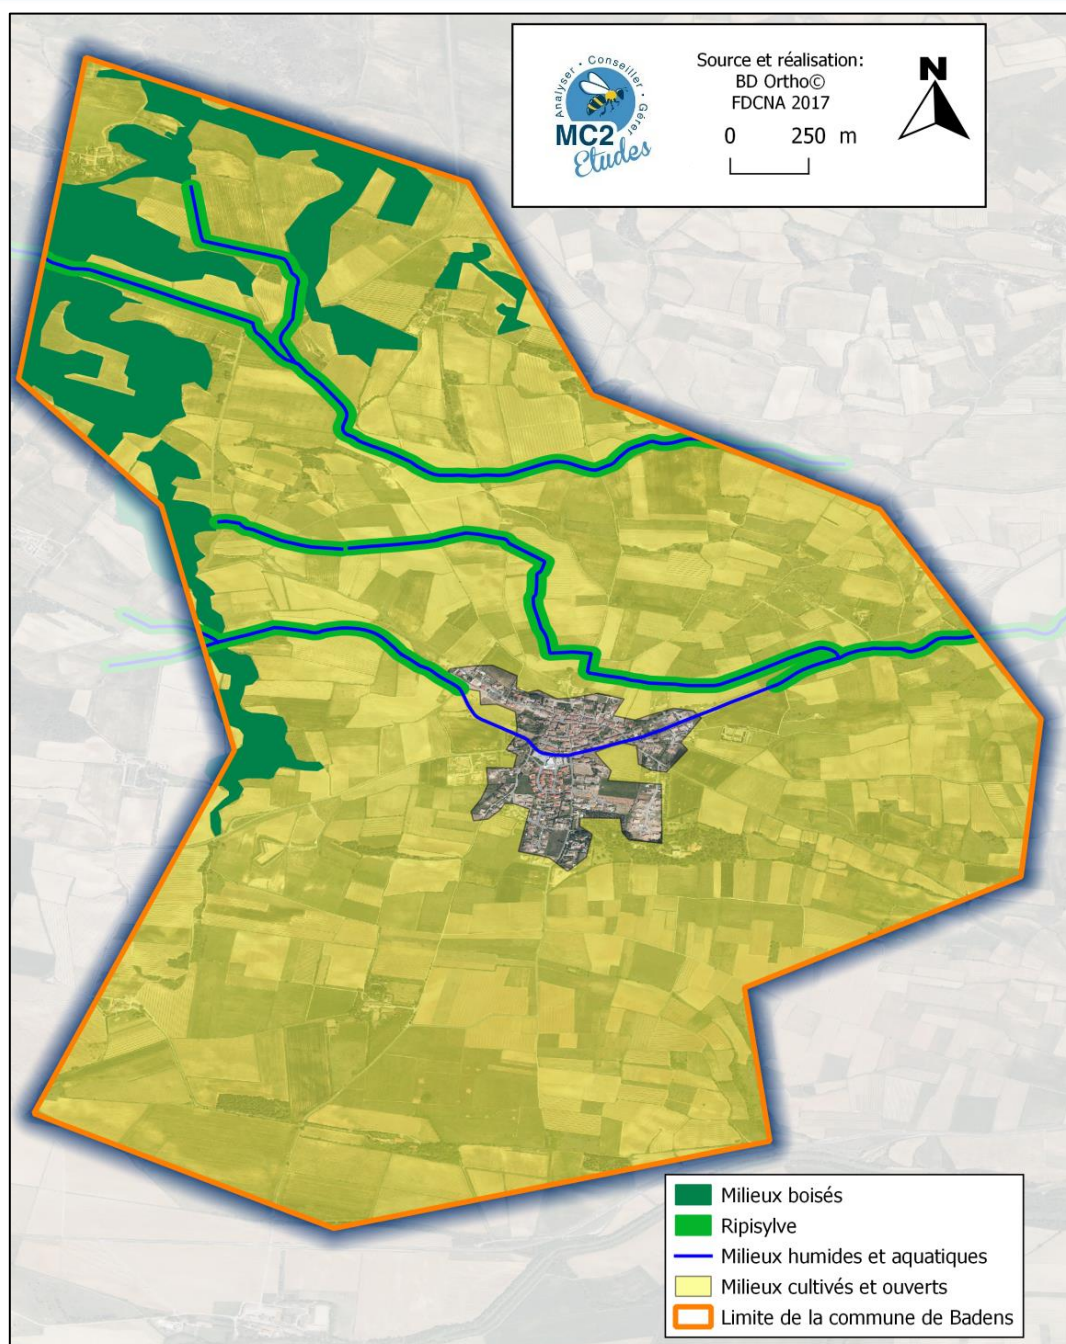 Analyser • Conseiller • Gérer
MC2
Etudes
Source et réalisation:
BD Ortho©
FDCNA 2017
0 250 m
N
Milieux boisés
Ripisylve
Milieux humides et aquatiques
Milieux cultivés et ouverts
Limite de la commune de Badens